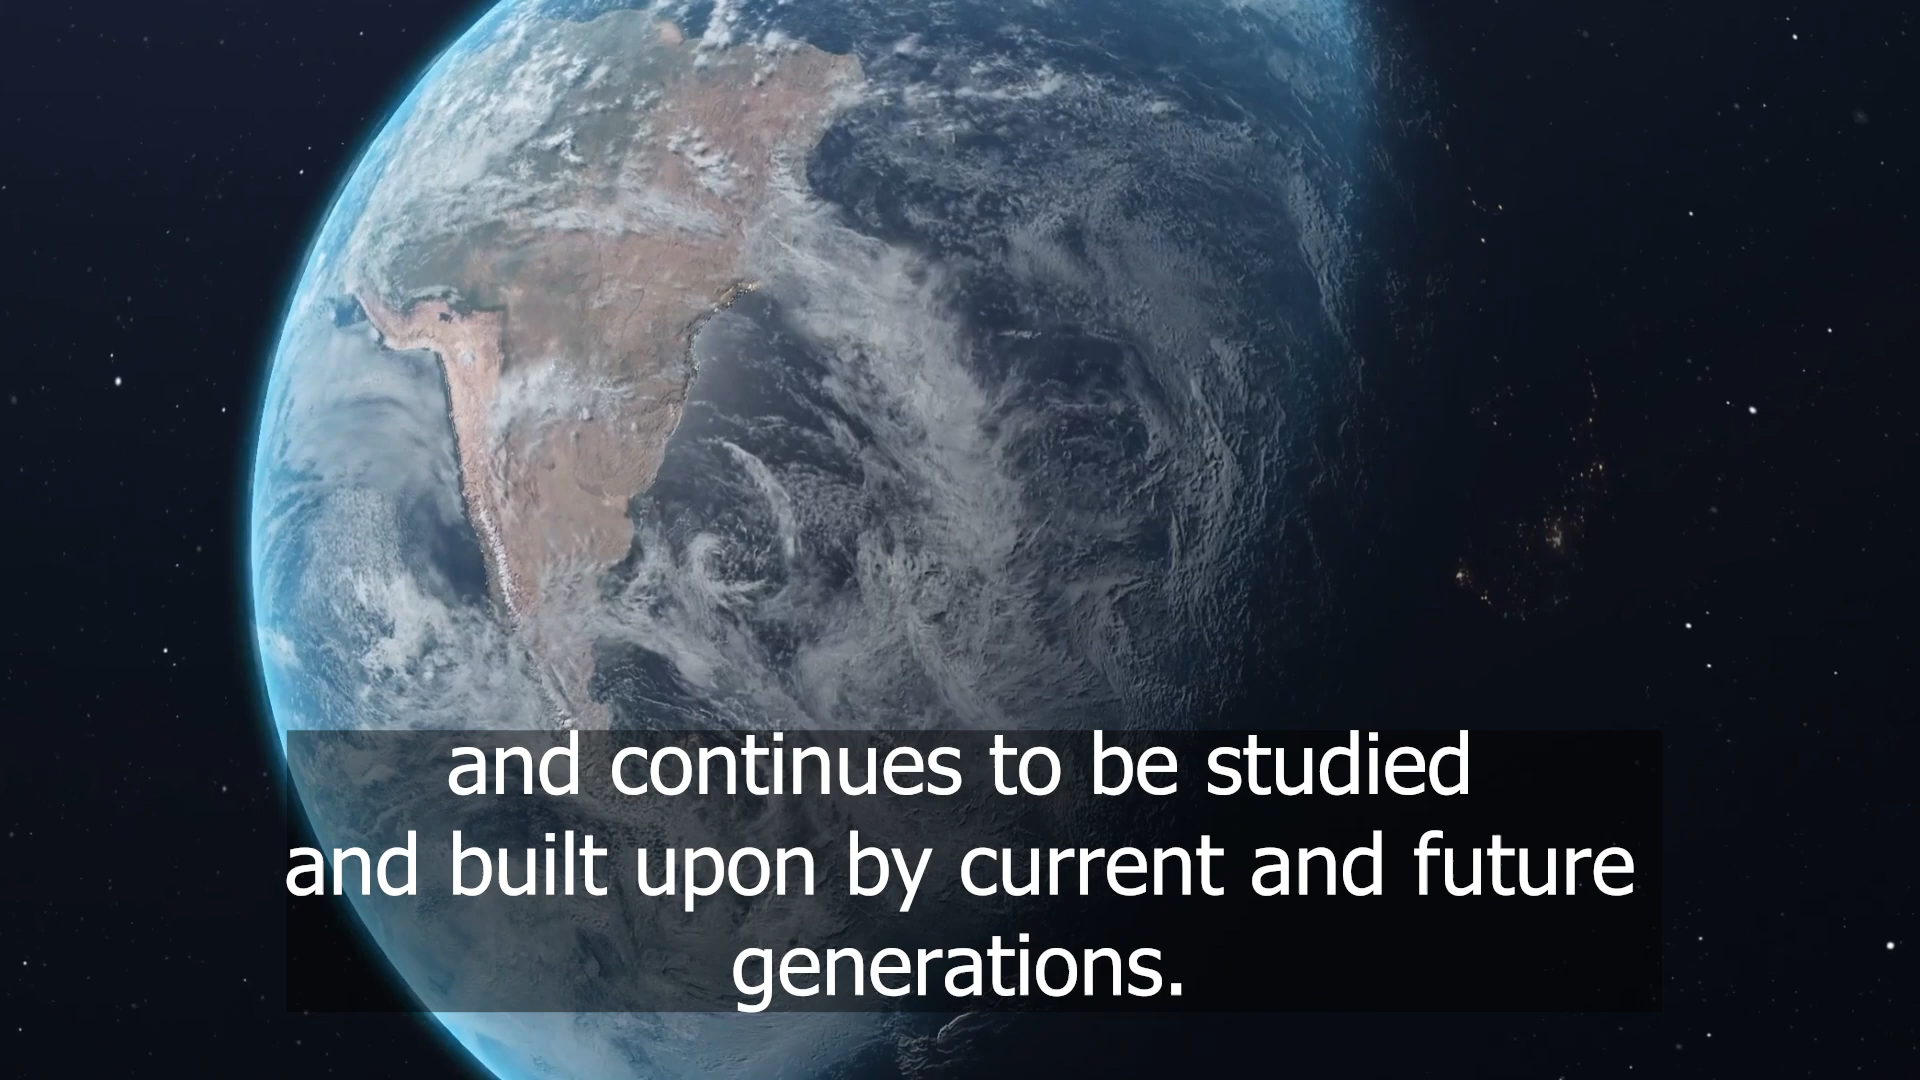 and continues to be studied
and built upon by current and future
generations.